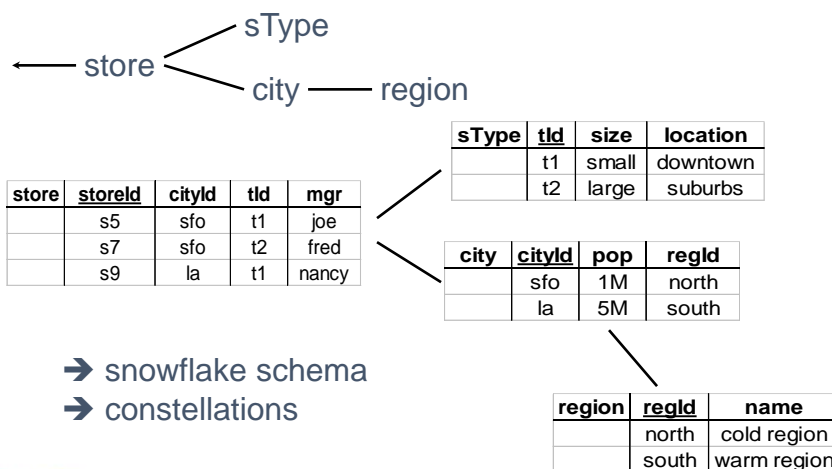 sType
store
city
region
sType tId size location
t1 small downtown
t2 large suburbs
store storeId cityId tId mgr
s5 sfo t1 joe
s7 sfo t2 fred
s9 la t1 nancy
city cityId pop regId
sfo 1M north
la 5M south
➔ snowflake schema
➔ constellations
region regId name
north cold region
south warm region